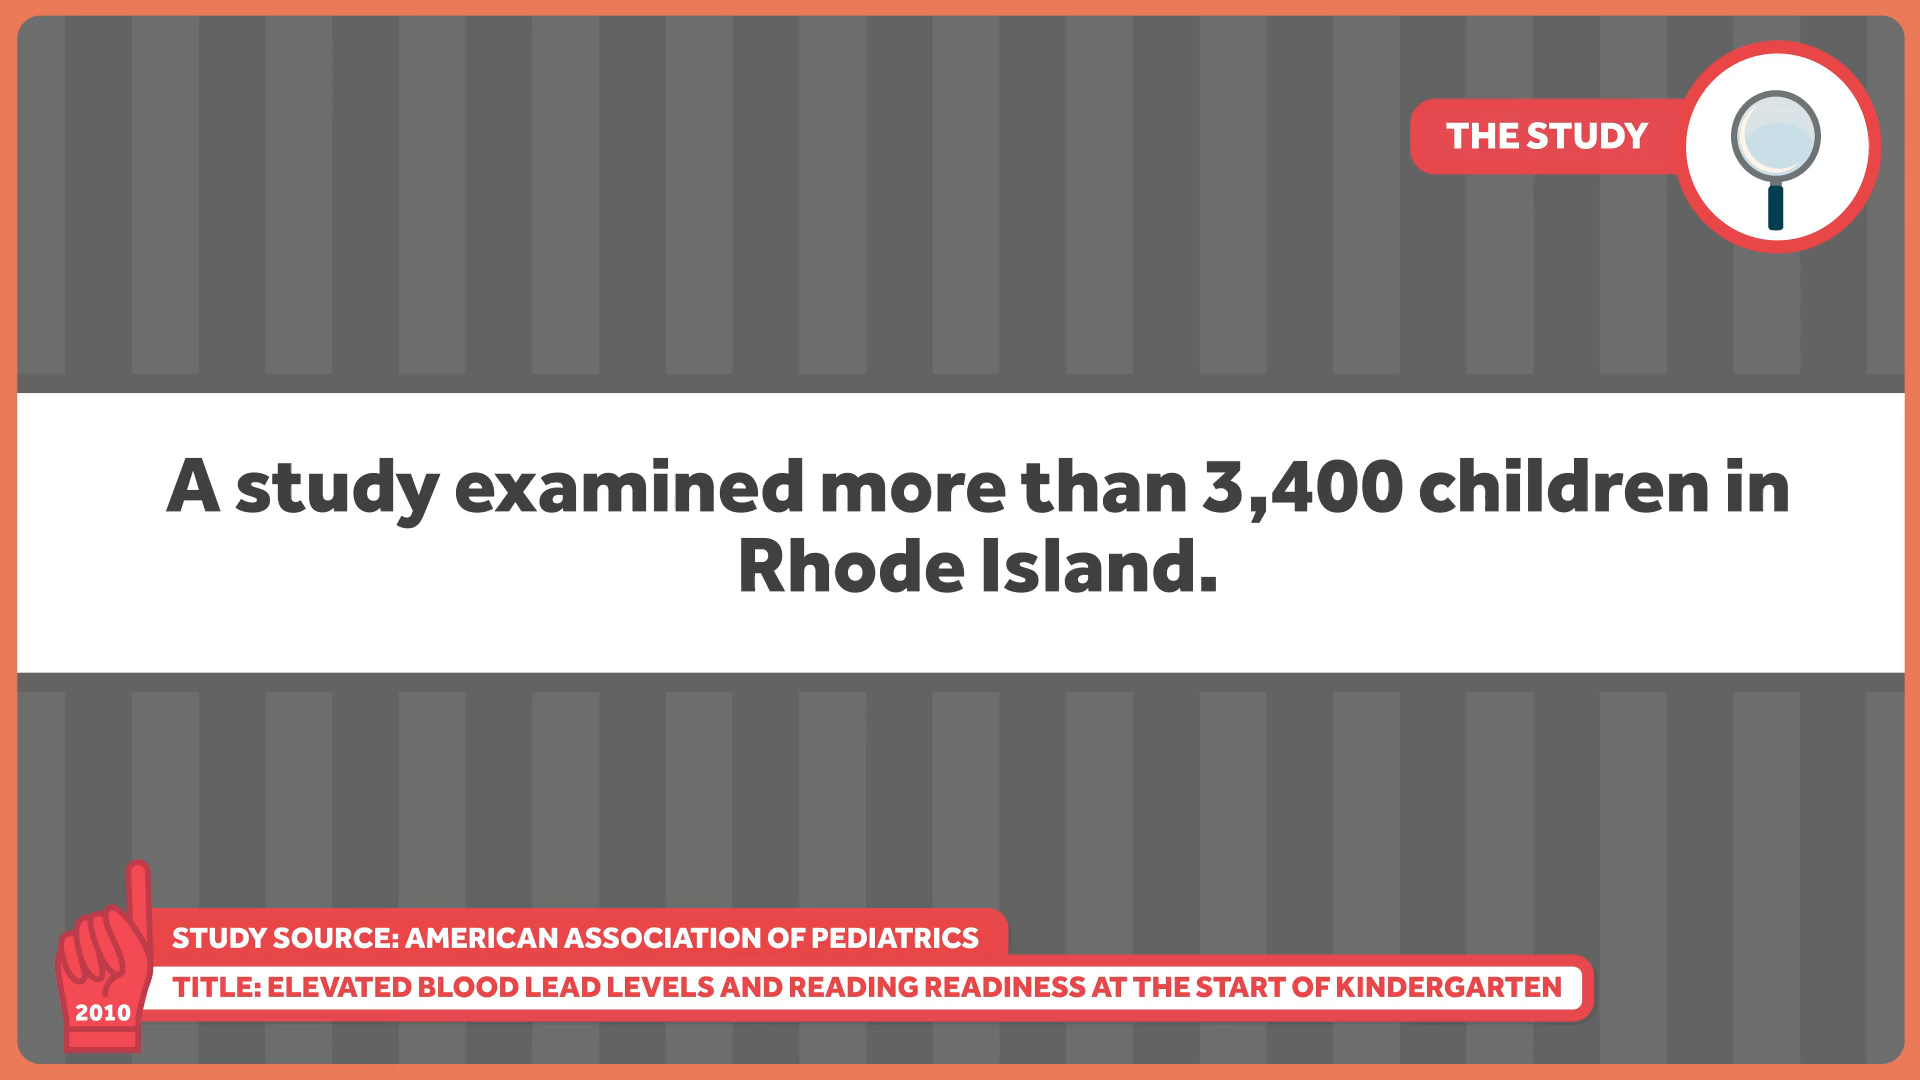 THE STUDY
A study examined more than 3,400 children in
Rhode Island.
STUDY SOURCE: AMERICAN ASSOCIATION OF PEDIATRICS
TITLE: ELEVATED BLOOD LEAD LEVELS AND READING READINESS AT THE START OF KINDERGARTEN
2010